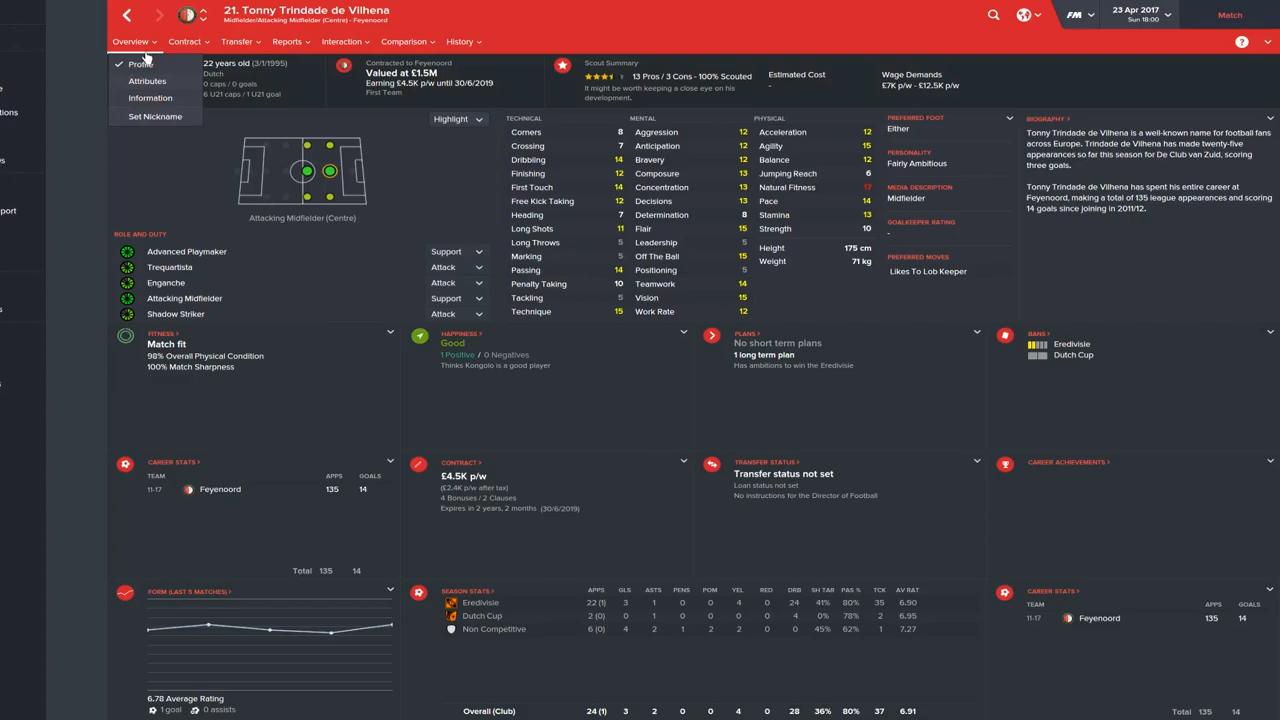 21. Tonny Trindade de Vilhena
Midfielder/Attacking Midfielder (Centre) - Feyenoord
FM
23 Apr 2017
Sun 18:00
Match
Overview
Contract
Transfer
Reports
Interaction
Comparison
History
?
Profile
Attributes
Information
Set Nickname
22 years old (3/1/1995)
Dutch
0 caps / 0 goals
6 U21 caps / 1 U21 goal
Contracted to Feyenoord
Valued at £1.5M
Earning £4.5K p/w until 30/6/2019
First Team
Scout Summary
13 Pros / 3 Cons - 100% Scouted
It might be worth keeping a close eye on his
development.
Estimated Cost
-
Wage Demands
£7K p/w - £12.5K p/w
Highlight
Attacking Midfielder (Centre)
ROLE AND DUTY
Advanced Playmaker Support
Trequartista Attack
Enganche Attack
Attacking Midfielder Support
Shadow Striker Attack
TECHNICAL
Corners 8
Crossing 7
Dribbling 14
Finishing 12
First Touch 14
Free Kick Taking 12
Heading 7
Long Shots 11
Long Throws 5
Marking 5
Passing 14
Penalty Taking 10
Tackling 5
Technique 15
MENTAL
Aggression 12
Anticipation 12
Bravery 12
Composure 13
Concentration 13
Decisions 13
Determination 8
Flair 15
Leadership 5
Off The Ball 15
Positioning 5
Teamwork 14
Vision 15
Work Rate 12
PHYSICAL
Acceleration 12
Agility 15
Balance 12
Jumping Reach 6
Natural Fitness 17
Pace 14
Stamina 13
Strength 10
Height 175 cm
Weight 71 kg
PREFERRED FOOT
Either
PERSONALITY
Fairly Ambitious
MEDIA DESCRIPTION
Midfielder
GOALKEEPER RATING
-
PREFERRED MOVES
Likes To Lob Keeper
BIOGRAPHY >
Tonny Trindade de Vilhena is a well-known name for football fans
across Europe. Trindade de Vilhena has made twenty-five
appearances so far this season for De Club van Zuid, scoring
three goals.
Tonny Trindade de Vilhena has spent his entire career at
Feyenoord, making a total of 135 league appearances and scoring
14 goals since joining in 2011/12.
FITNESS >
Match fit
98% Overall Physical Condition
100% Match Sharpness
HAPPINESS >
Good
1 Positive / 0 Negatives
Thinks Kongolo is a good player
PLANS >
No short term plans
1 long term plan
Has ambitions to win the Eredivisie
BANS >
Eredivisie
Dutch Cup
CAREER STATS >
TEAM APPS GOALS
11-17 Feyenoord 135 14
Total 135 14
CONTRACT >
£4.5K p/w
(£2.4K p/w after tax)
4 Bonuses / 2 Clauses
Expires in 2 years, 2 months (30/6/2019)
TRANSFER STATUS >
Transfer status not set
Loan status not set
No instructions for the Director of Football
CAREER ACHIEVEMENTS >
FORM (LAST 5 MATCHES) >
6.78 Average Rating
1 goal 0 assists
SEASON STATS > APPS GLS ASTS PENS POM YEL RED DRB SH TAR PAS % TCK AV RAT
Eredivisie 22 (1) 3 1 0 0 4 0 24 41% 80% 35 6.90
Dutch Cup 2 (0) 0 1 0 0 0 0 4 0% 78% 2 6.95
Non Competitive 6 (0) 4 2 1 2 2 0 0 45% 62% 1 7.27
Overall (Club) 24 (1) 3 2 0 0 4 0 28 36% 80% 37 6.91
CAREER STATS >
TEAM APPS GOALS
11-17 Feyenoord 135 14
Total 135 14